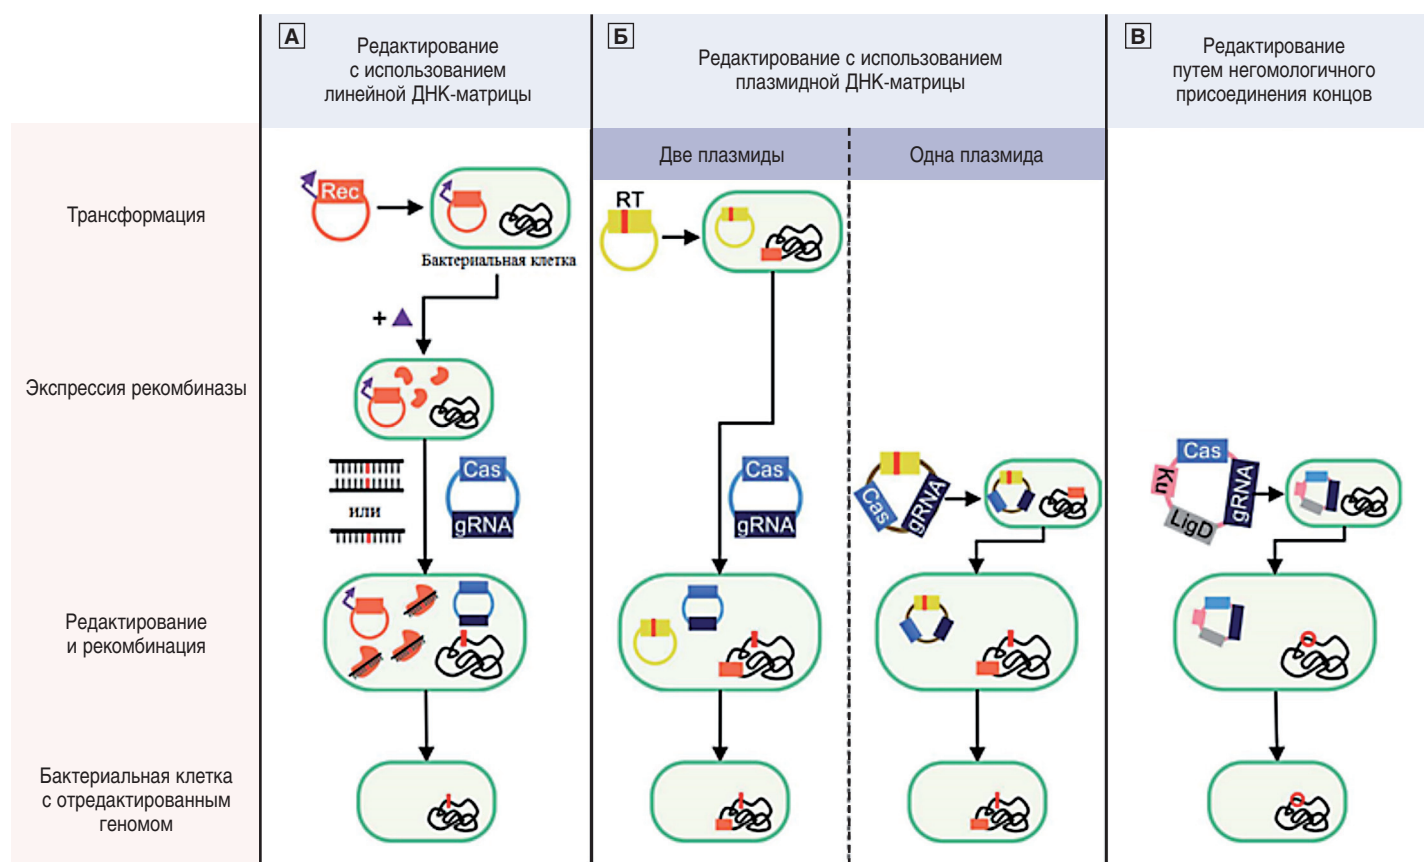 А
Редактирование
с использованием
линейной ДНК-матрицы
Б
Редактирование с использованием
плазмидной ДНК-матрицы
В
Редактирование
путем негомологичного
присоединения концов
Две плазмиды
Одна плазмида
Трансформация
Rec
Бактериальная клетка
RT
+
Экспрессия рекомбиназы
или
Cas
gRNA
Cas
gRNA
Cas
gRNA
Cas
Ku
gRNA
LigD
Редактирование
и рекомбинация
Бактериальная клетка
с отредактированным
геномом